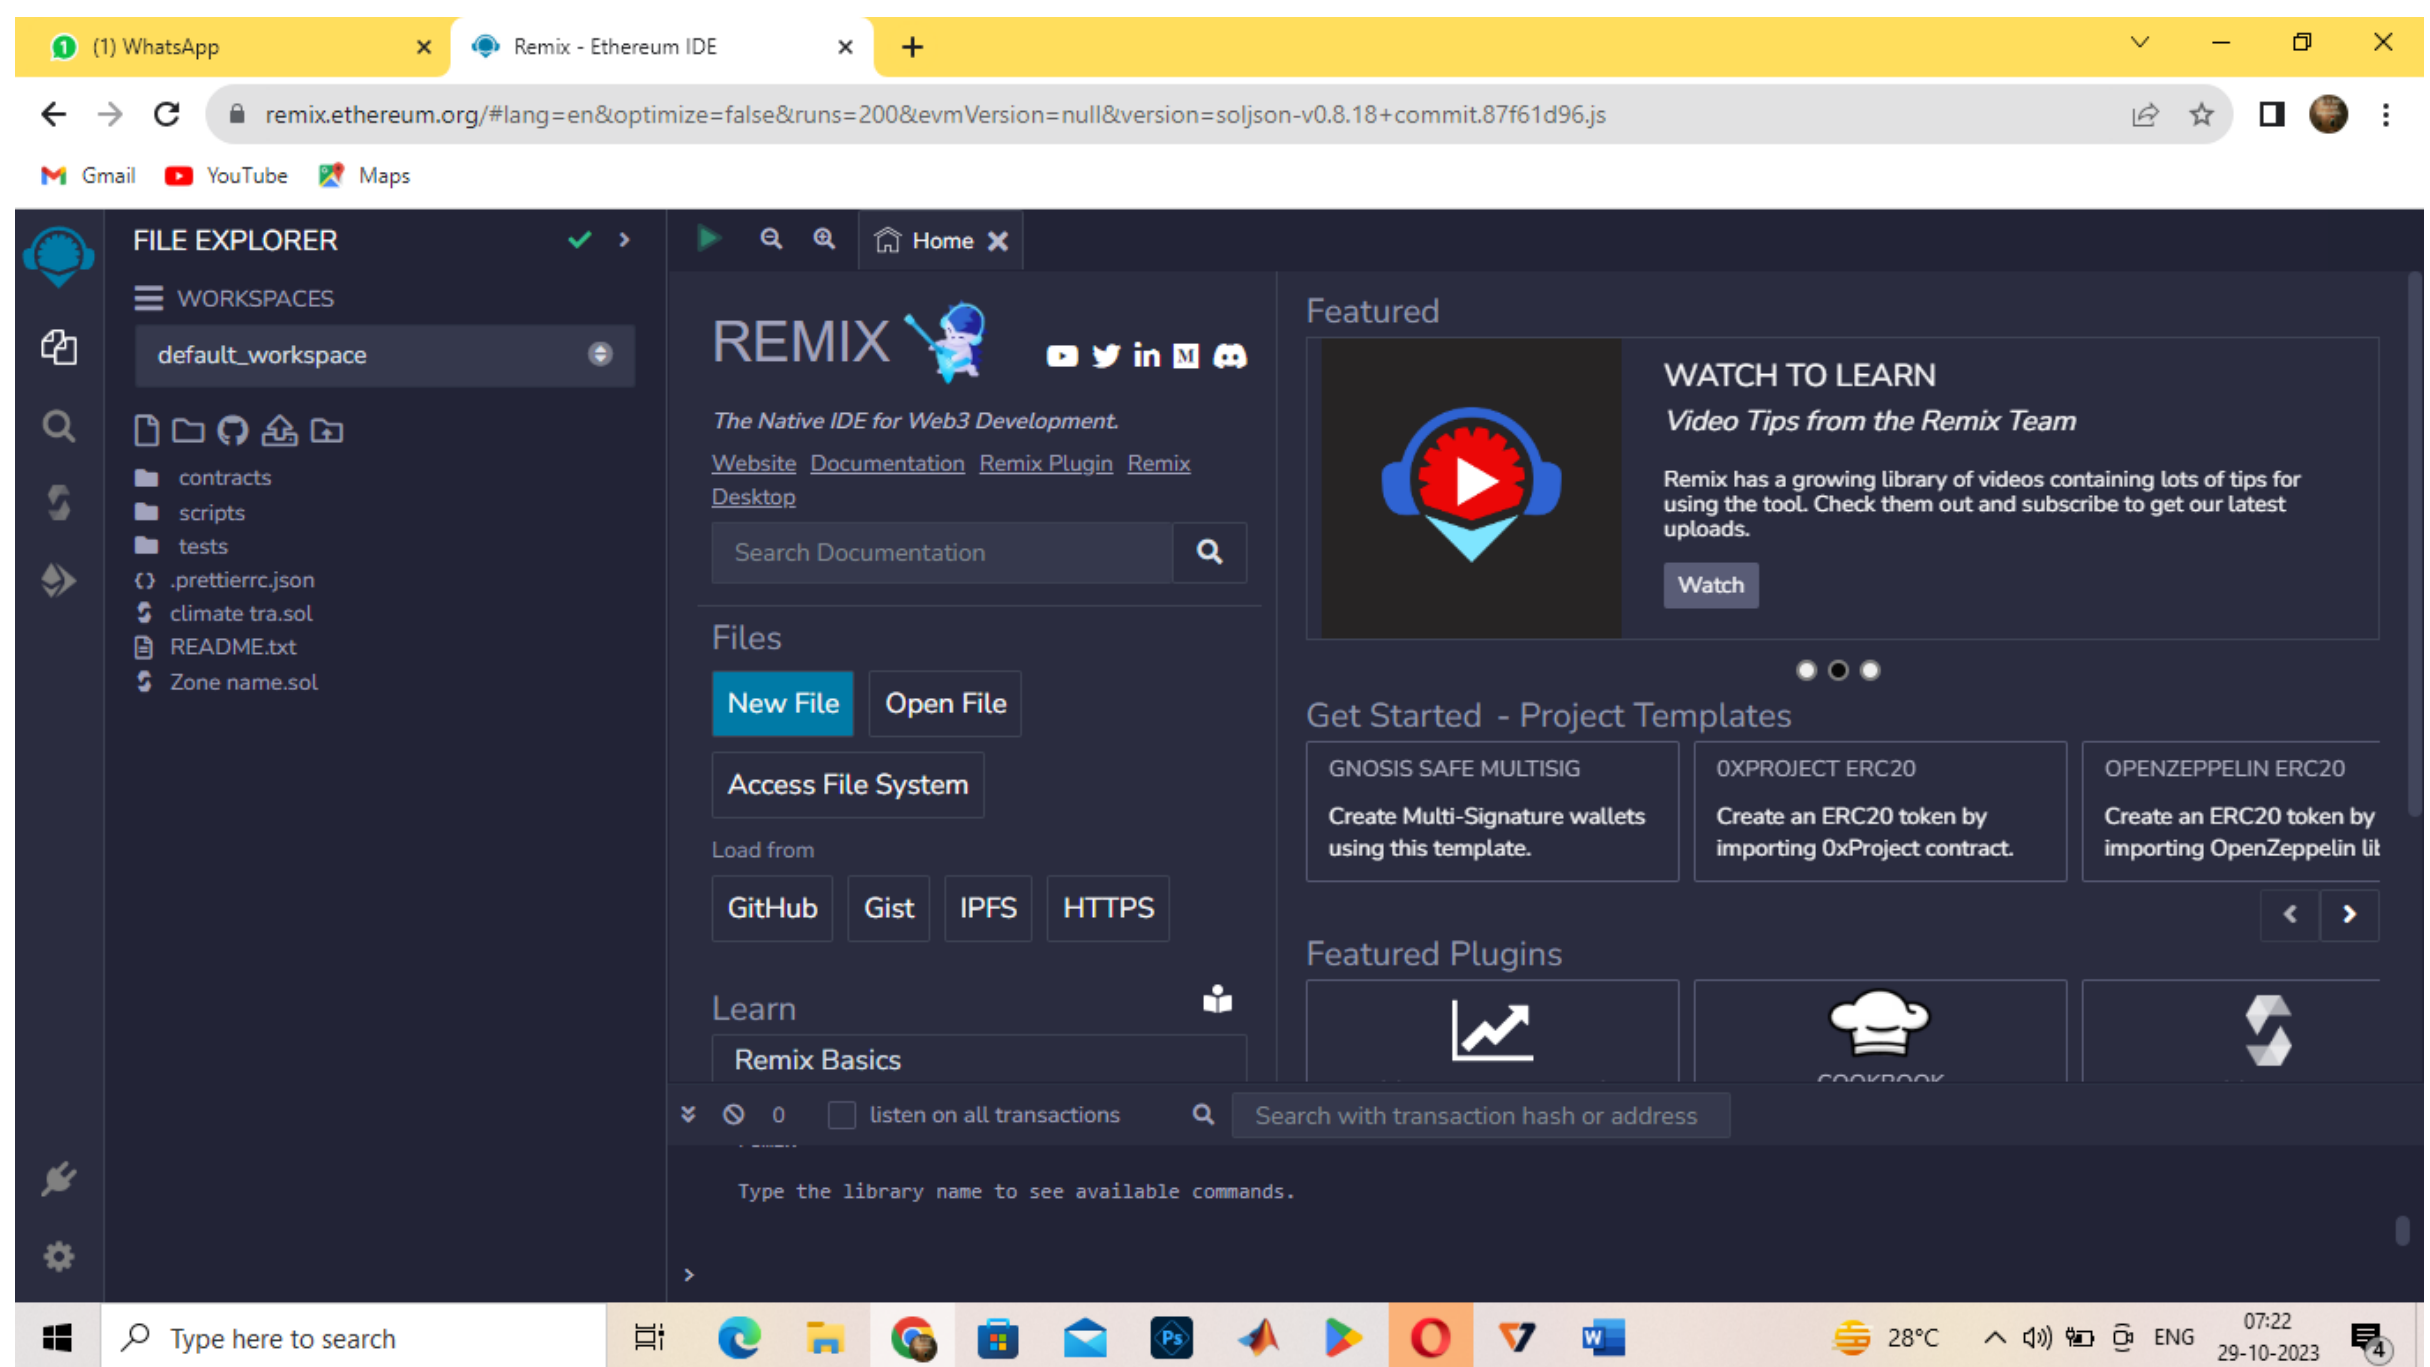 (1) WhatsApp
Remix - Ethereum IDE
remix.ethereum.org/#lang=en&optimize=false&runs=200&evmVersion=null&version=soljson-v0.8.18+commit.87f61d96.js
Gmail
YouTube
Maps
FILE EXPLORER
WORKSPACES
default_workspace
contracts
scripts
tests
.prettierrc.json
climate tra.sol
README.txt
Zone name.sol
Home
REMIX
The Native IDE for Web3 Development.
Website Documentation Remix Plugin Remix
Desktop
Search Documentation
Files
New File
Open File
Access File System
Load from
GitHub
Gist
IPFS
HTTPS
Learn
Remix Basics
Featured
WATCH TO LEARN
Video Tips from the Remix Team
Remix has a growing library of videos containing lots of tips for
using the tool. Check them out and subscribe to get our latest
uploads.
Watch
Get Started - Project Templates
GNOSIS SAFE MULTISIG
Create Multi-Signature wallets
using this template.
0XPROJECT ERC20
Create an ERC20 token by
importing 0xProject contract.
OPENZEPPELIN ERC20
Create an ERC20 token by
importing OpenZeppelin
Featured Plugins
COOKBOOK
0
listen on all transactions
Search with transaction hash or address
Type the library name to see available commands.
>
Type here to search
Ps
W
28°C
ENG
07:22
29-10-2023
4